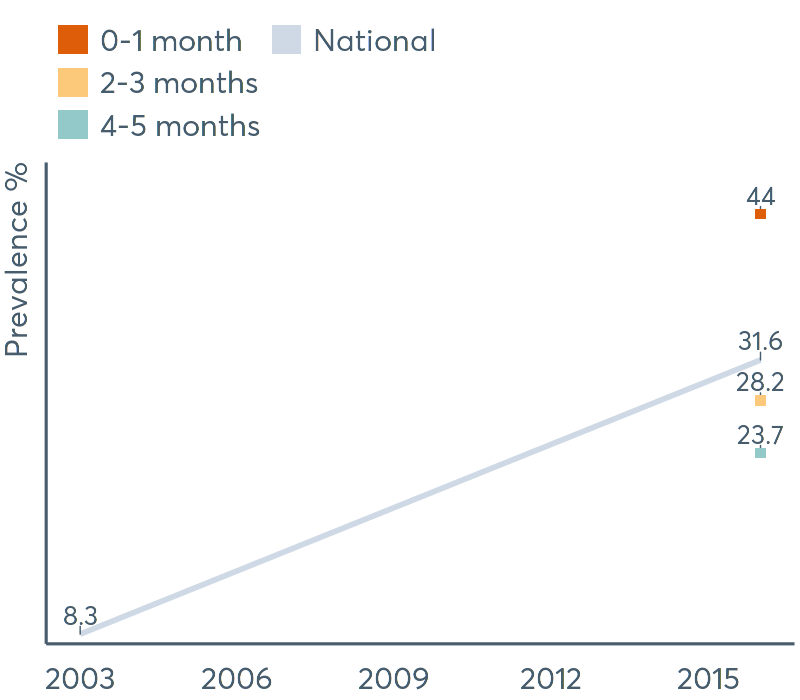 0-1 month National
2-3 months
4-5 months
Prevalence %
44
31.6
28.2
23.7
8.3
2003 2006 2009 2012 2015